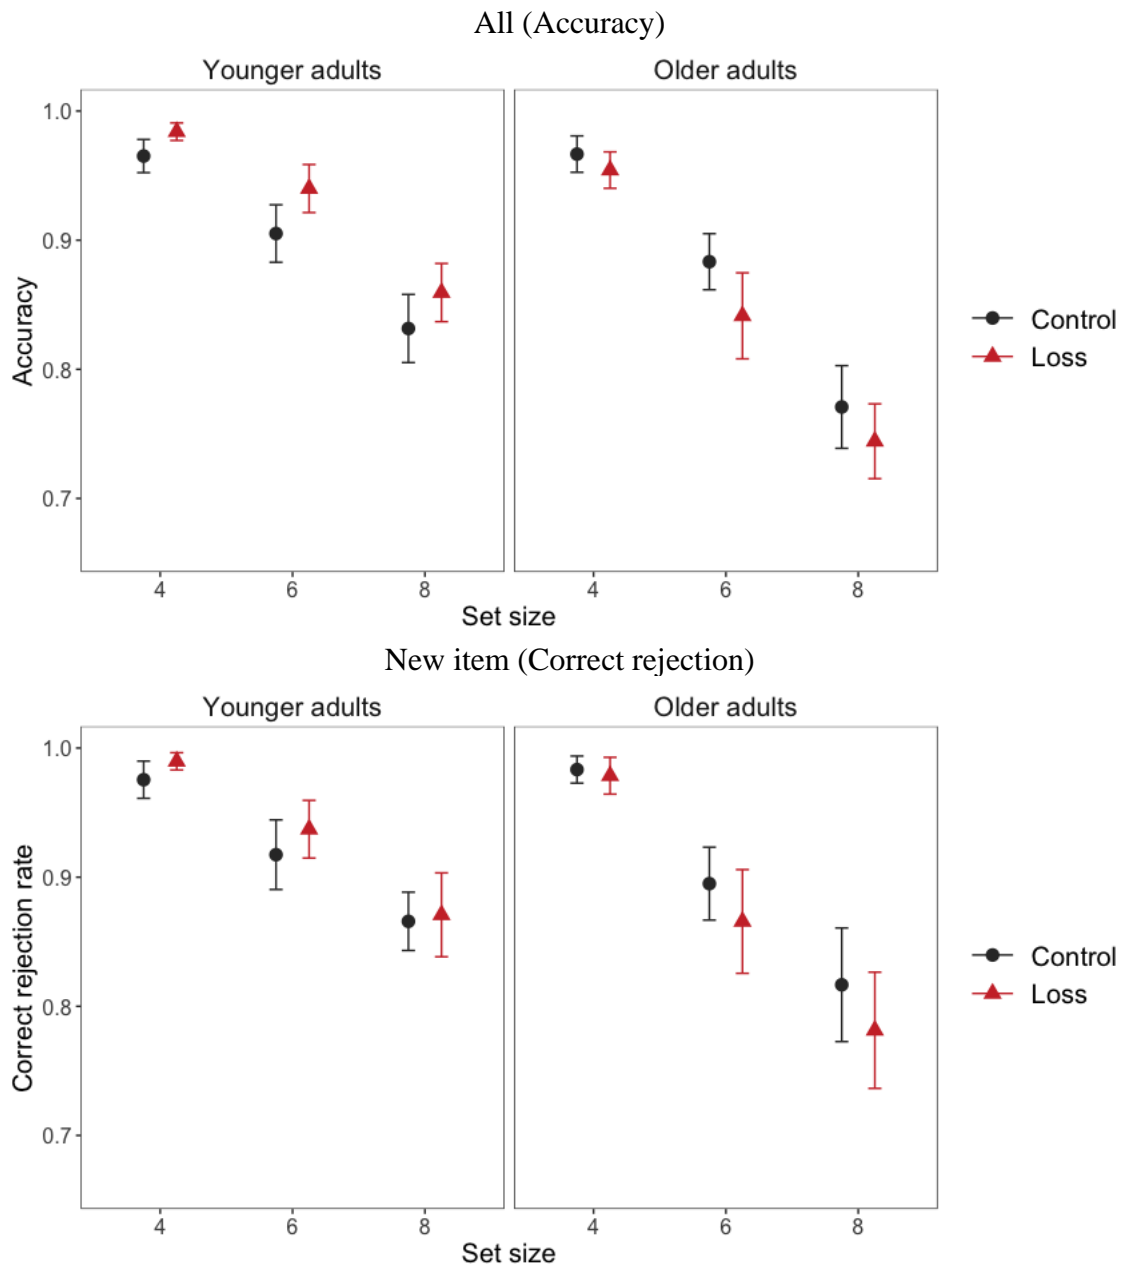 All (Accuracy)
Younger adults
Older adults
1.0
0.9
0.8
0.7
Accuracy
4
6
8
4
6
8
Set size
Control
Loss
New item (Correct rejection)
Younger adults
Older adults
1.0
0.9
0.8
0.7
Correct rejection rate
4
6
8
4
6
8
Set size
Control
Loss